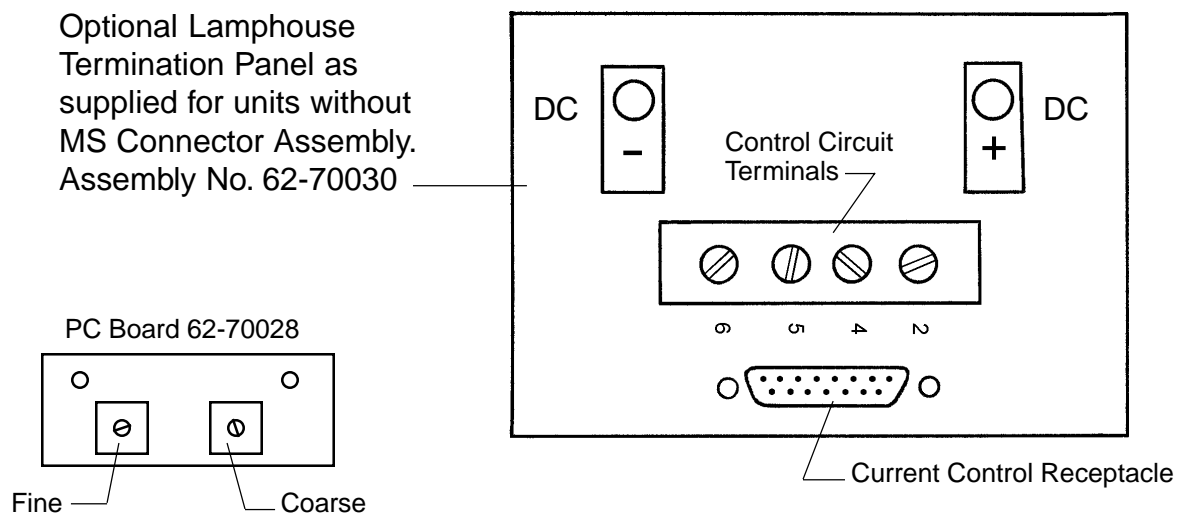 Optional Lamphouse
Termination Panel as
supplied for units without
MS Connector Assembly.
Assembly No. 62-70030
DC
-
+
DC
Control Circuit
Terminals
6 5 4 2
Current Control Receptacle
PC Board 62-70028
Fine
Coarse